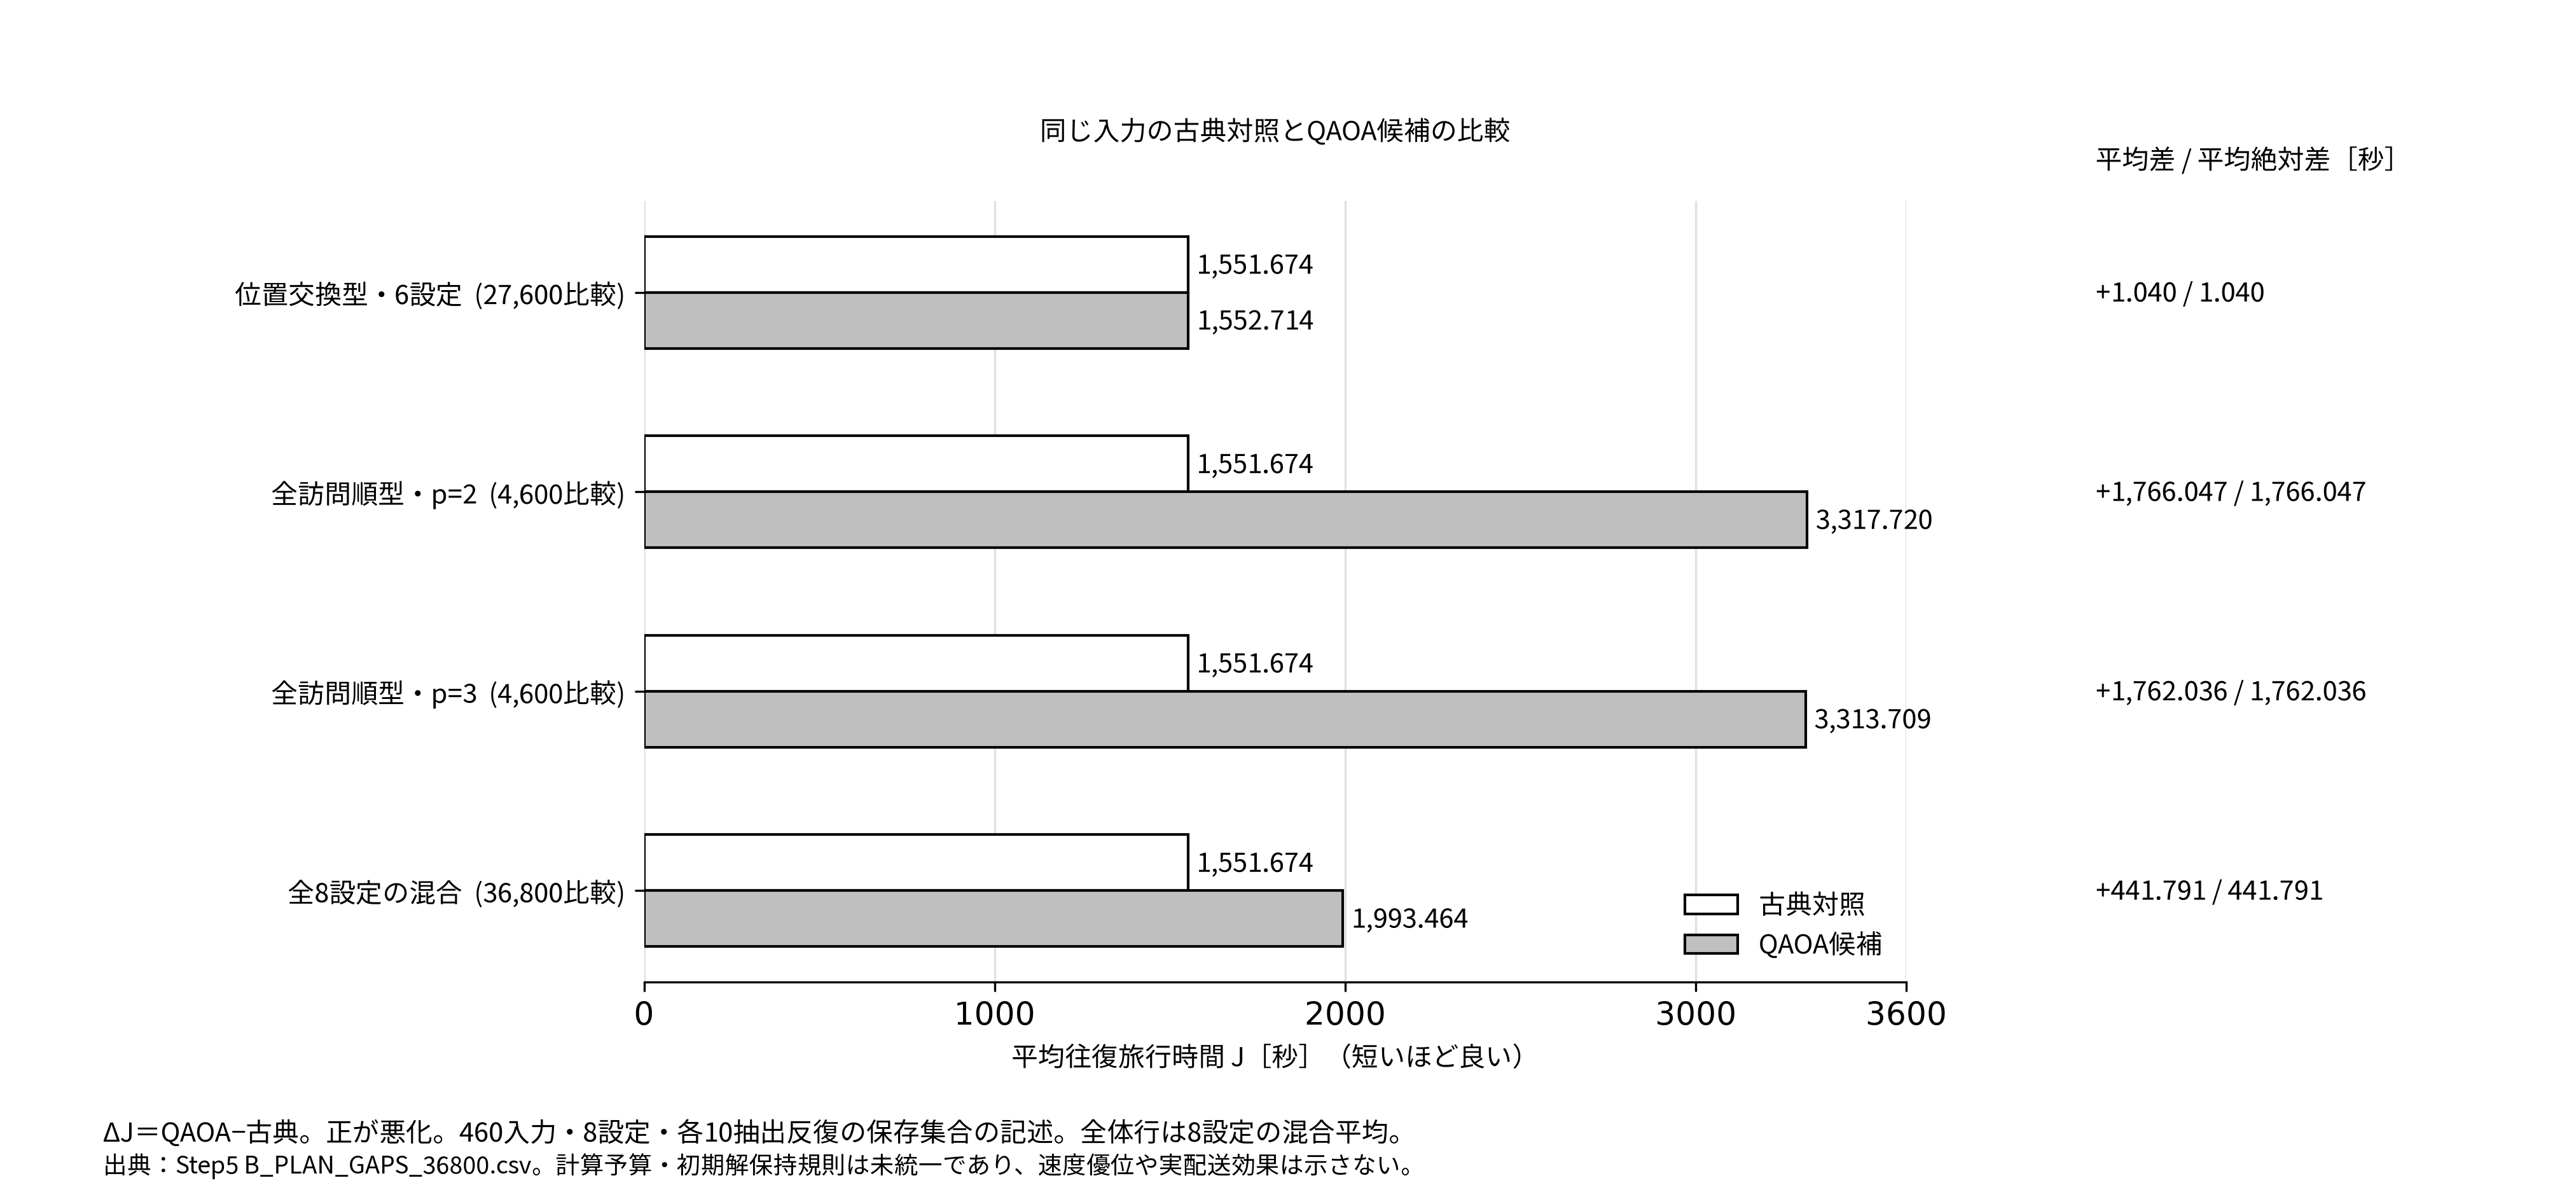 同じ入力の古典対照とQAOA候補の比較
平均差 / 平均絶対差［秒］
位置交換型・6設定 (27,600比較)
1,551.674
1,552.714
+1.040 / 1.040
全訪問順型・p=2 (4,600比較)
1,551.674
3,317.720
+1,766.047 / 1,766.047
全訪問順型・p=3 (4,600比較)
1,551.674
3,313.709
+1,762.036 / 1,762.036
全8設定の混合 (36,800比較)
1,551.674
1,993.464
+441.791 / 441.791
古典対照
QAOA候補
0 1000 2000 3000 3600
平均往復旅行時間 J［秒］（短いほど良い）
ΔJ＝QAOA−古典。正が悪化。460入力・8設定・各10抽出反復の保存集合の記述。全体行は8設定の混合平均。
出典：Step5 B_PLAN_GAPS_36800.csv。計算予算・初期解保持規則は未統一であり、速度優位や実配送効果は示さない。